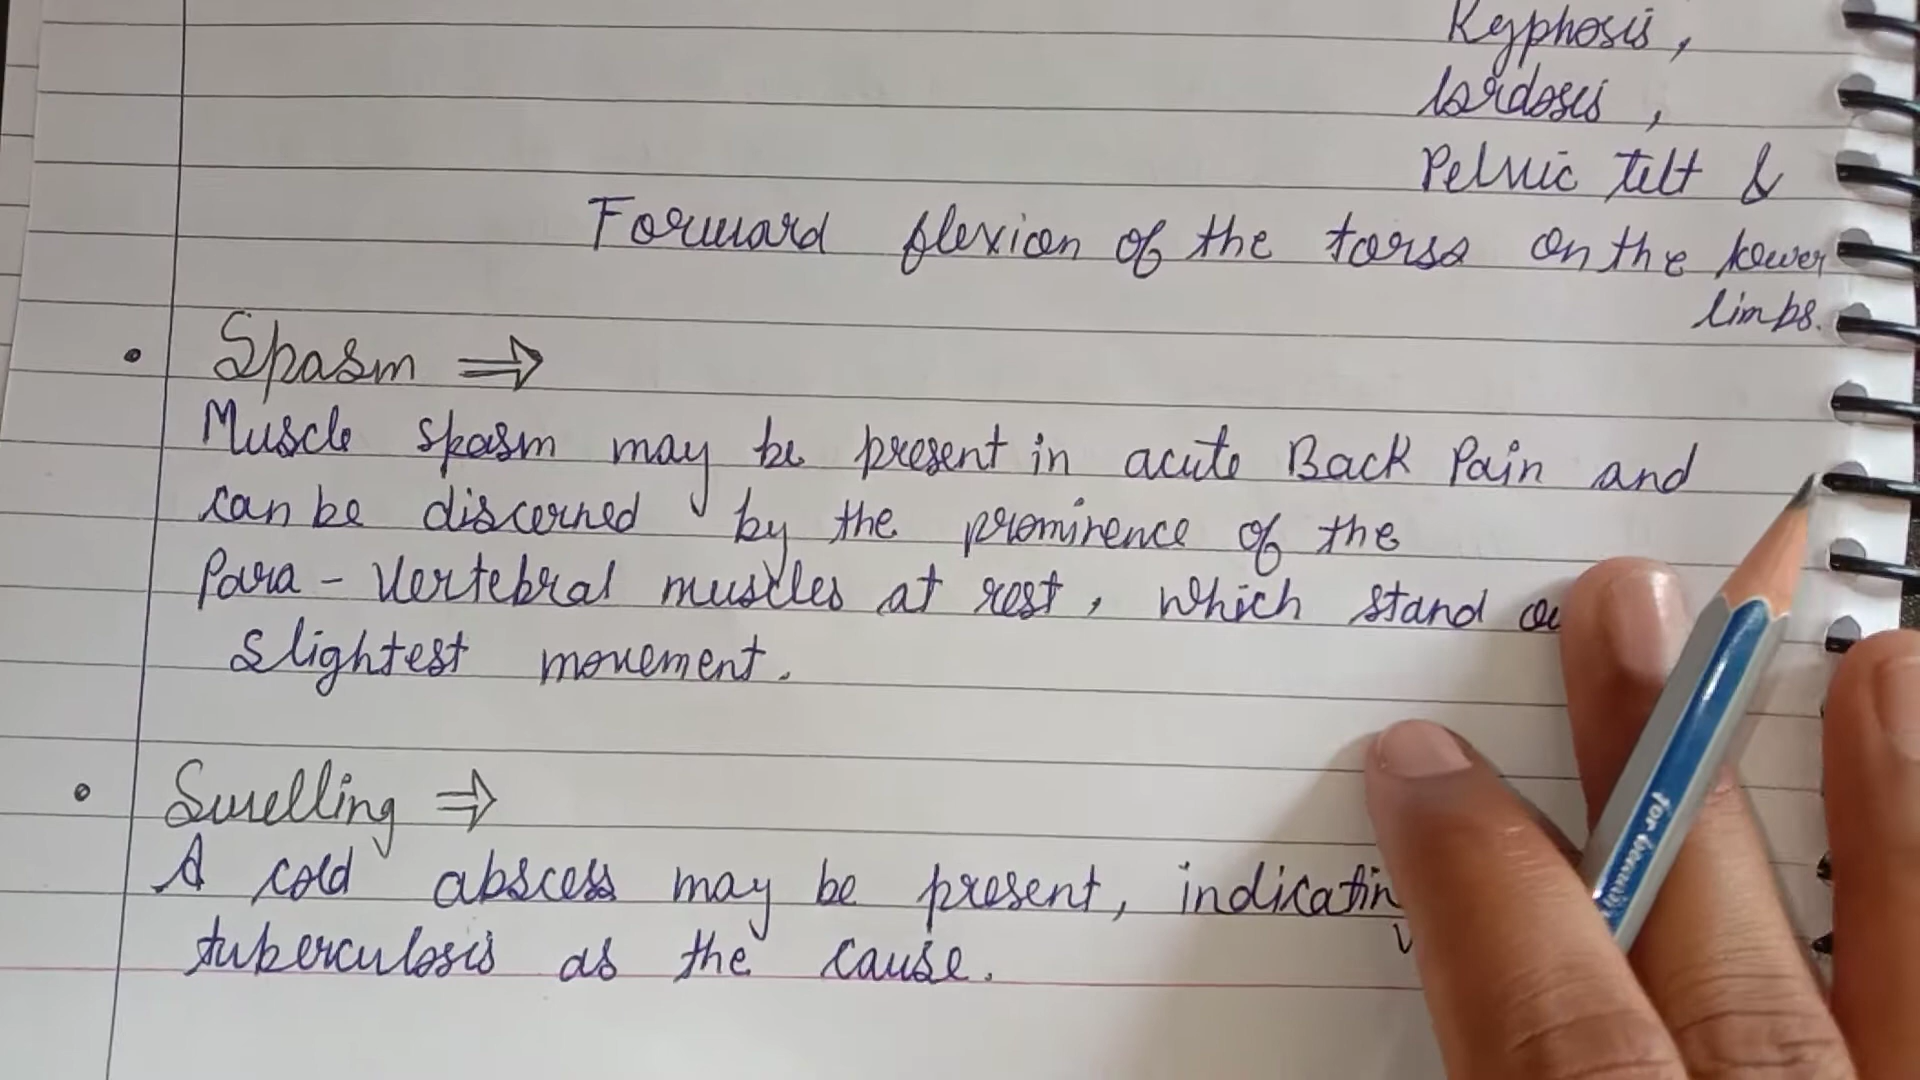 Kyphosis,
lordosis,
Pelvic tilt &
Forward flexion of the torso on the lower
limbs.
• Spasm ⇒
Muscle spasm may be present in acute Back Pain and
can be discerned by the prominence of the
Para - Vertebral muscles at rest, which stand
slightest movement.
• Swelling ⇒
A cold abscess may be present, indicatin
tuberculosis as the cause.